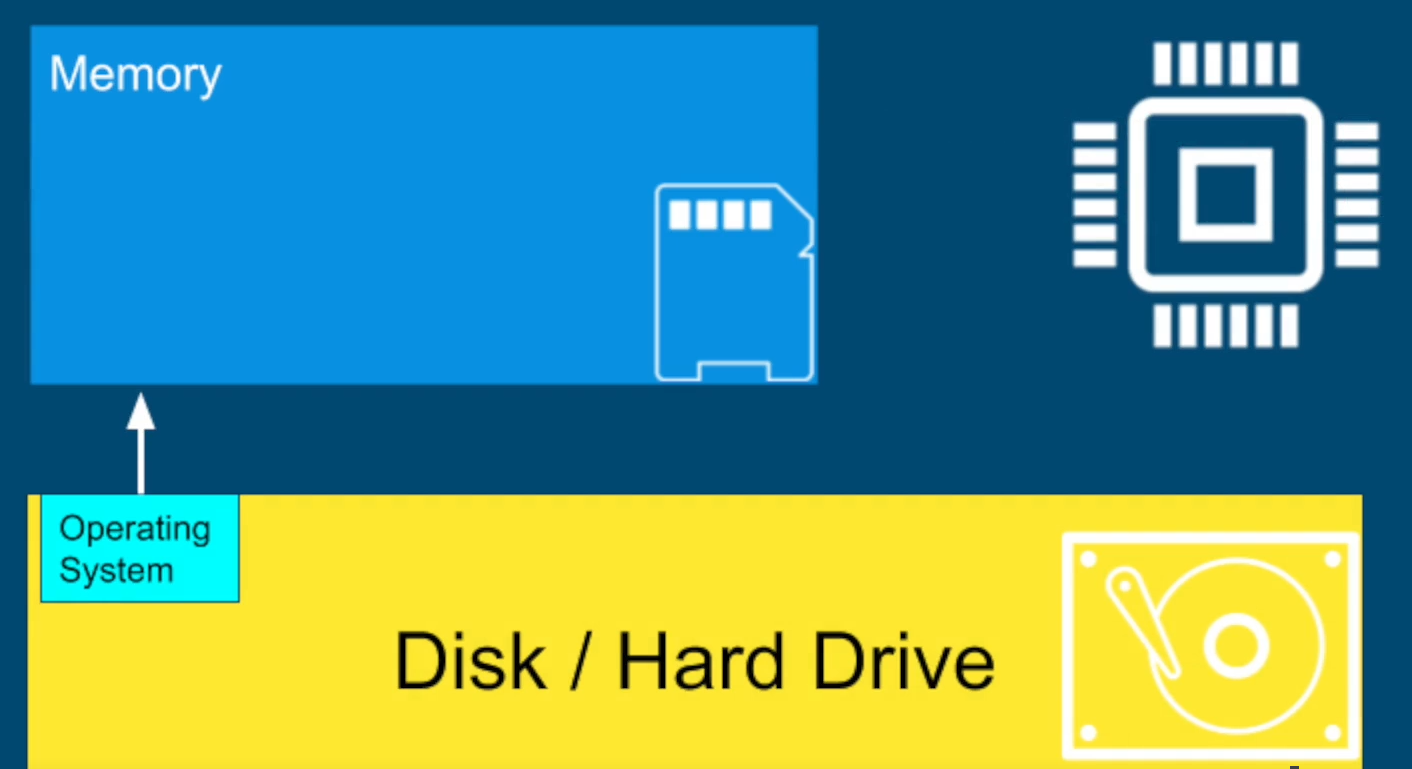 Memory
Operating
System
Disk / Hard Drive